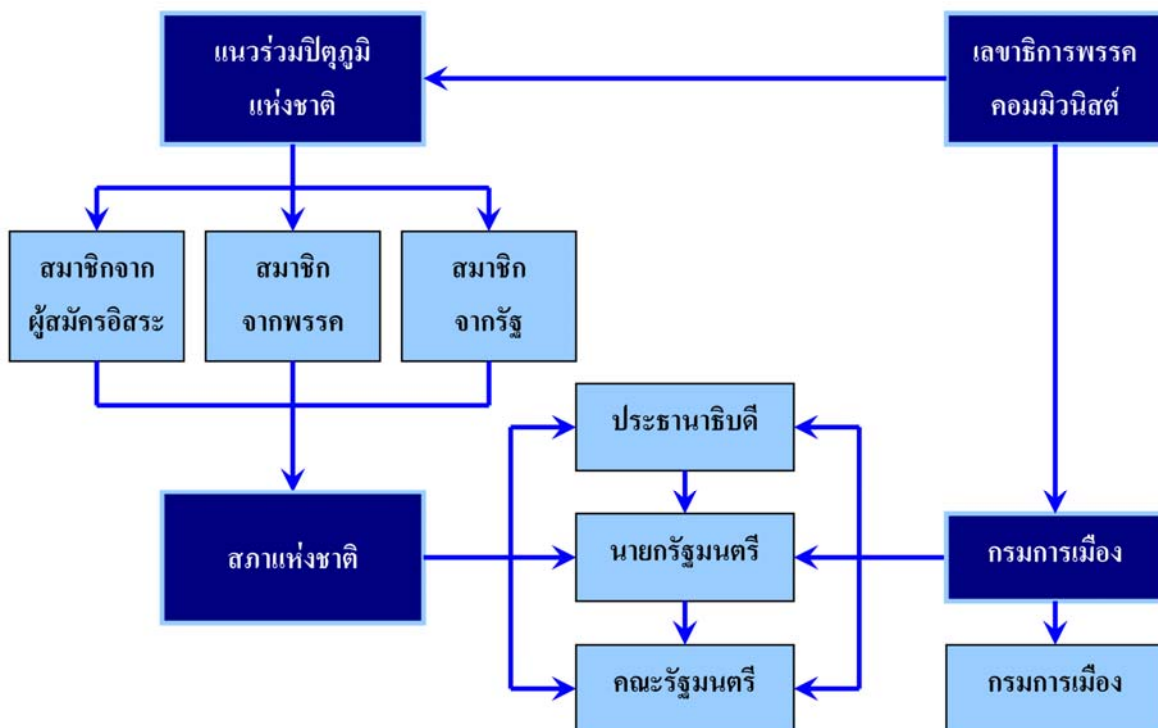 แนวร่วมปิตุภูมิ
แห่งชาติ
เลขาธิการพรรค
คอมมิวนิสต์
สมาชิกจาก
ผู้สมัครอิสระ
สมาชิก
จากพรรค
สมาชิก
จากรัฐ
ประธานาธิบดี
สภาแห่งชาติ
นายกรัฐมนตรี
กรมการเมือง
คณะรัฐมนตรี
กรมการเมือง